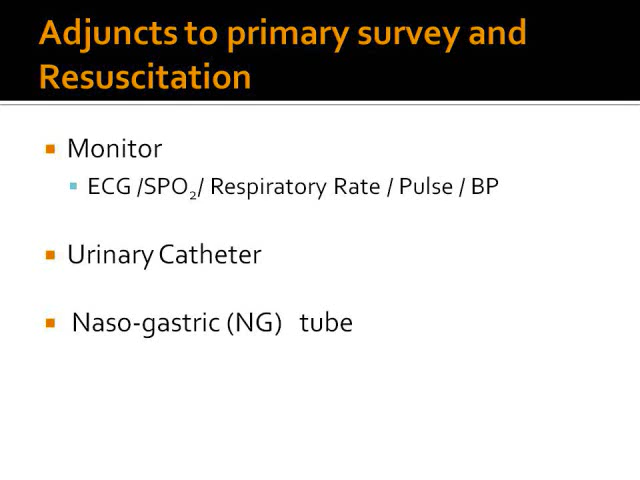 Adjuncts to primary survey and
Resuscitation
Monitor
ECG /SPO₂/ Respiratory Rate / Pulse / BP
Urinary Catheter
Naso-gastric (NG) tube